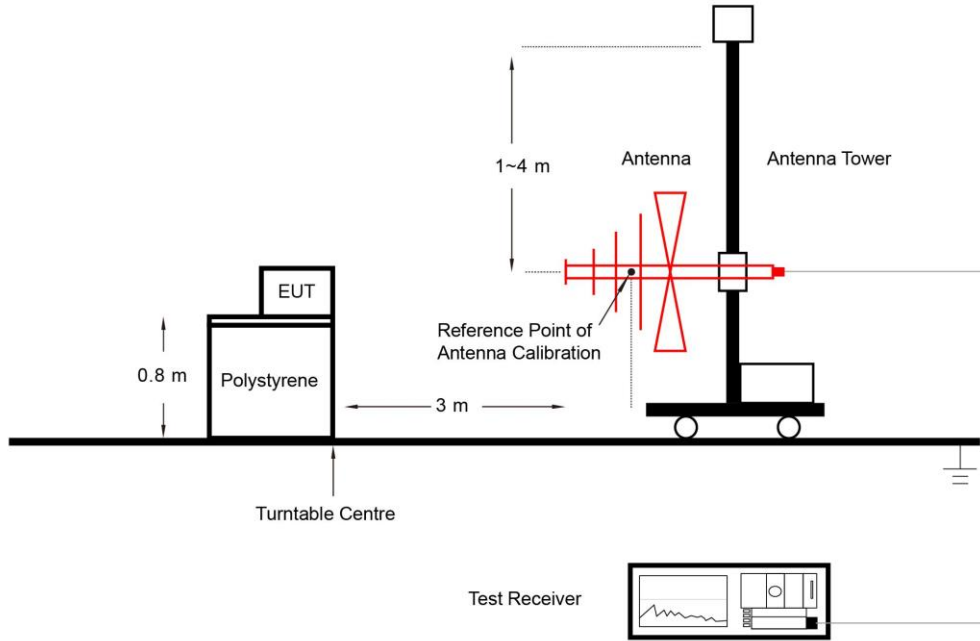 1~4 m
Antenna
Antenna Tower
EUT
Reference Point of
Antenna Calibration
0.8 m
Polystyrene
3 m
Turntable Centre
Test Receiver